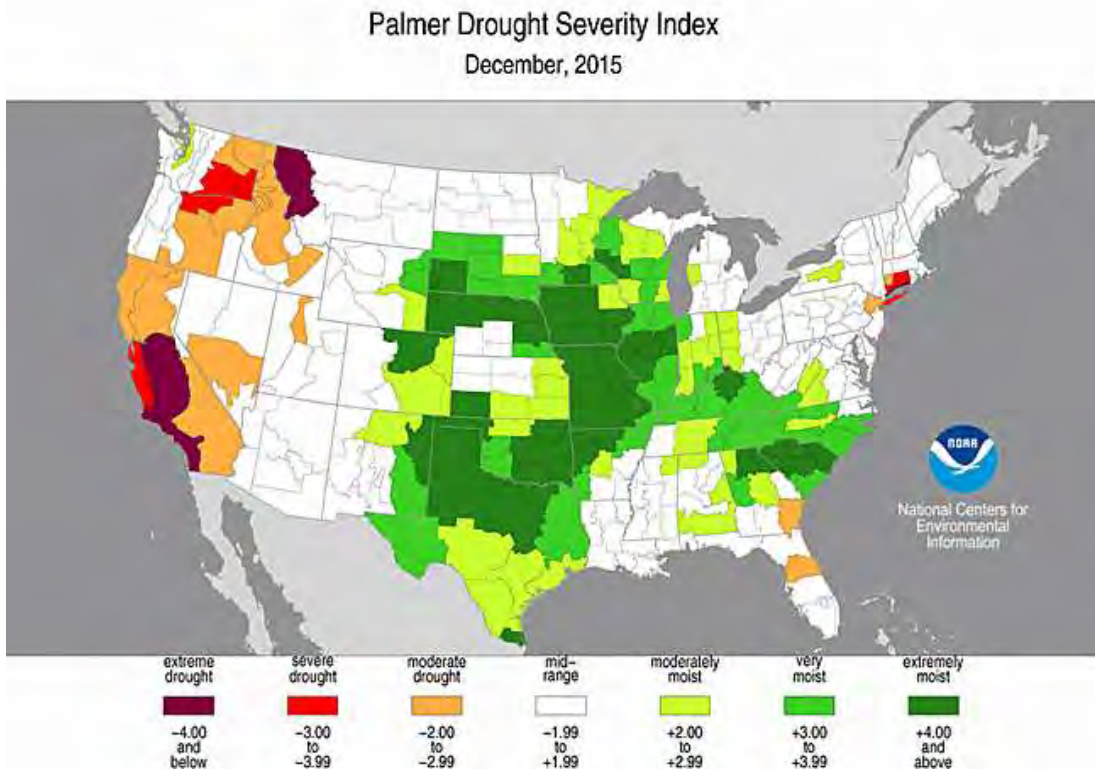 Palmer Drought Severity Index
December, 2015
NOAA
National Centers for
Environmental
Information
extreme
drought
severe
drought
moderate
drought
mid-
range
moderately
moist
very
moist
extremely
moist
-4.00
and
below
-3.00
to
-3.99
-2.00
to
-2.99
-1.99
to
+1.99
+2.00
to
+2.99
+3.00
to
+3.99
+4.00
and
above